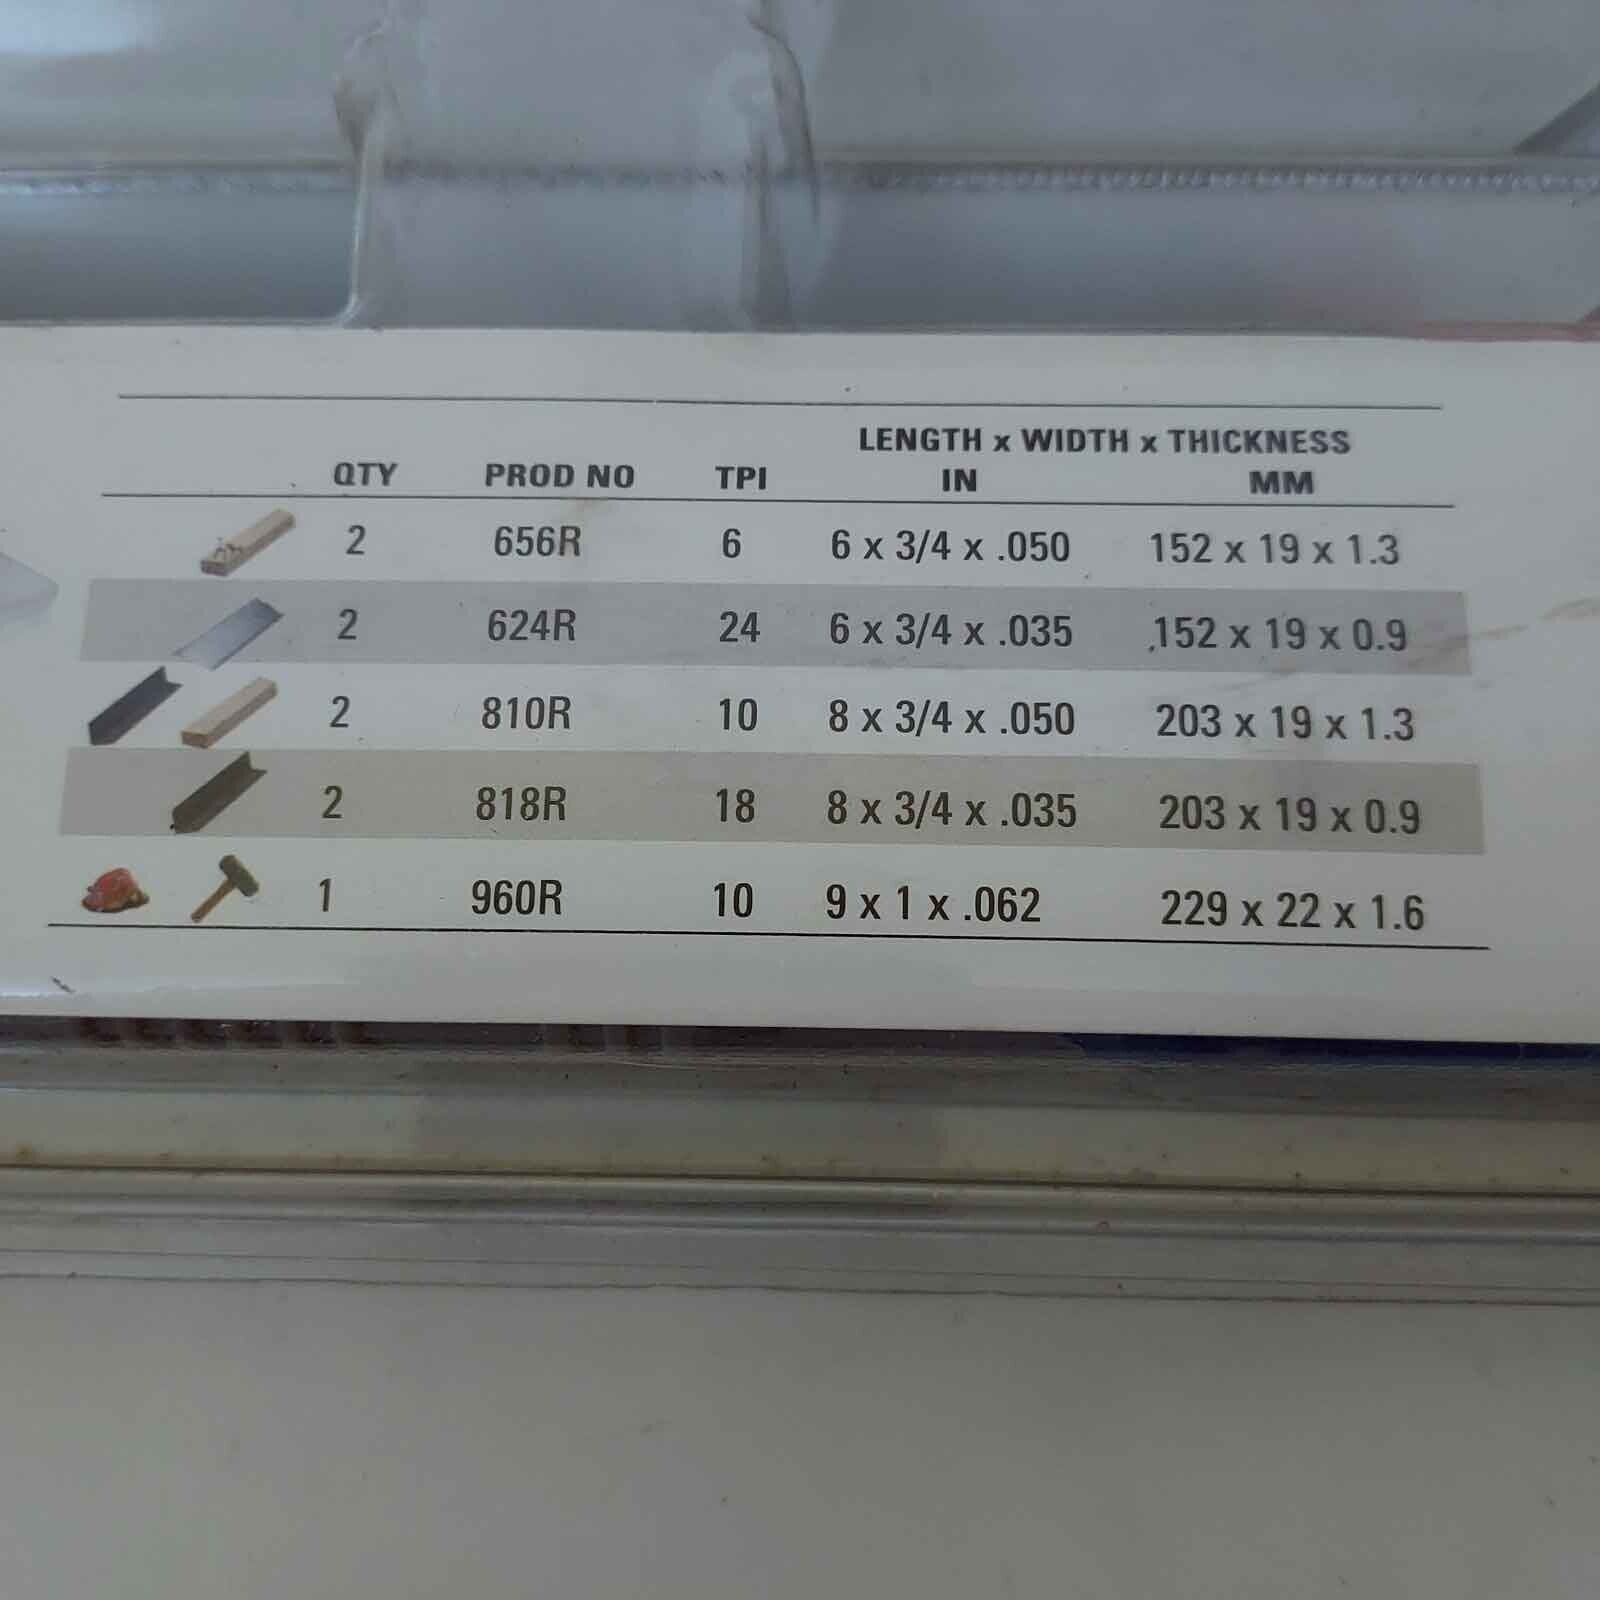 LENGTH x WIDTH x THICKNESS
QTY PROD NO TPI IN MM
2 656R 6 6 x 3/4 x .050 152 x 19 x 1.3
2 624R 24 6 x 3/4 x .035 152 x 19 x 0.9
2 810R 10 8 x 3/4 x .050 203 x 19 x 1.3
2 818R 18 8 x 3/4 x .035 203 x 19 x 0.9
1 960R 10 9 x 1 x .062 229 x 22 x 1.6